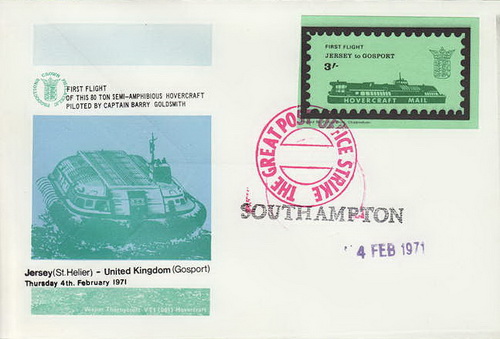 FIRST FLIGHT
OF THIS 80 TON SEMI-AMPHIBIOUS HOVERCRAFT
PILOTED BY CAPTAIN BARRY GOLDSMITH
Jersey (St. Helier) - United Kingdom (Gosport)
Thursday 4th. February 1971
FIRST FLIGHT
JERSEY to GOSPORT
3/-
HOVERCRAFT MAIL
THE GREAT POST OFFICE STRIKE
SOUTHAMPTON
4 FEB 1971